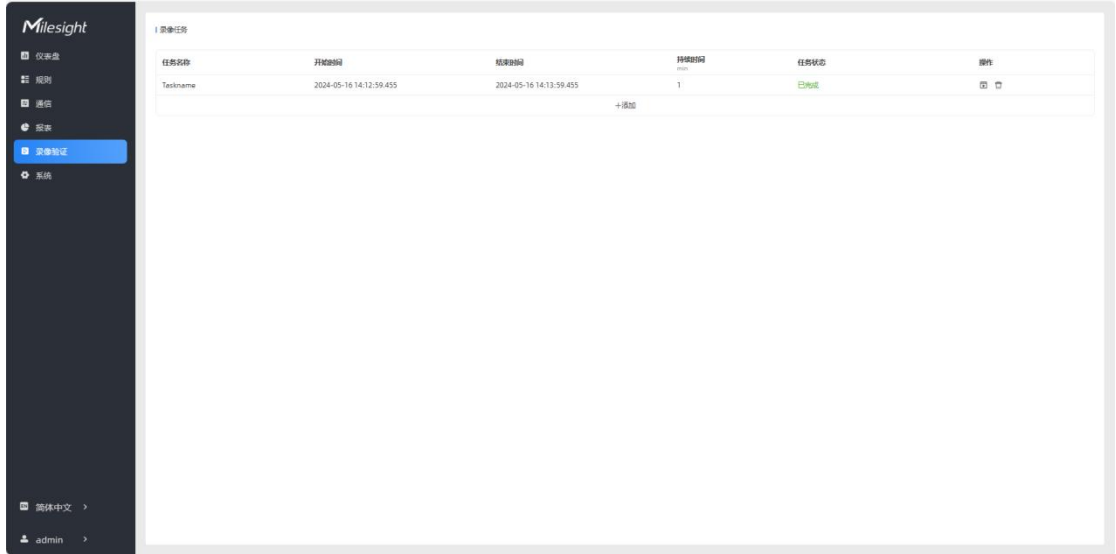 Milesight
仪表盘
规则
通信
报表
录像验证
系统
简体中文
admin
录像任务
任务名称 开始时间 结束时间 持续时间 任务状态 操作
min
Taskname 2024-05-16 14:12:59.455 2024-05-16 14:13:59.455 1 已完成
+添加